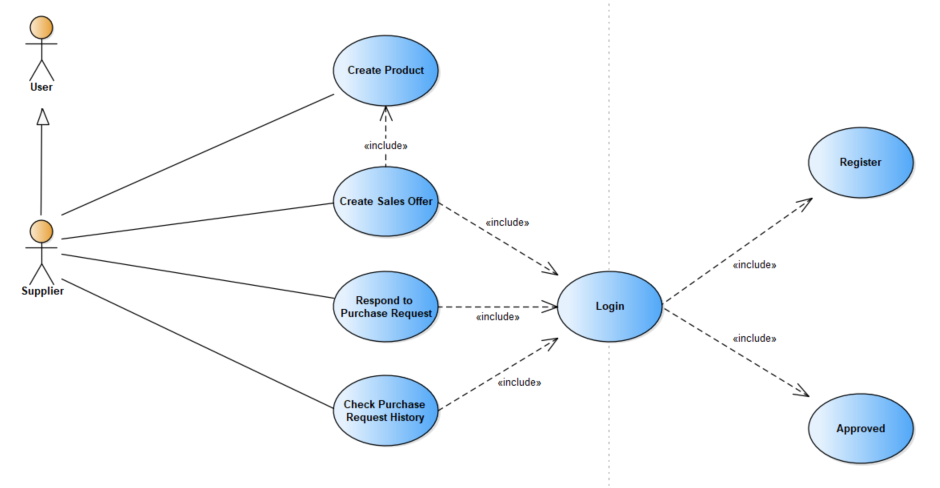 User
Create Product
«include»
Create Sales Offer
Register
«include»
«include»
Supplier
Respond to
Purchase Request
«include»
Login
«include»
Check Purchase
Request History
«include»
Approved